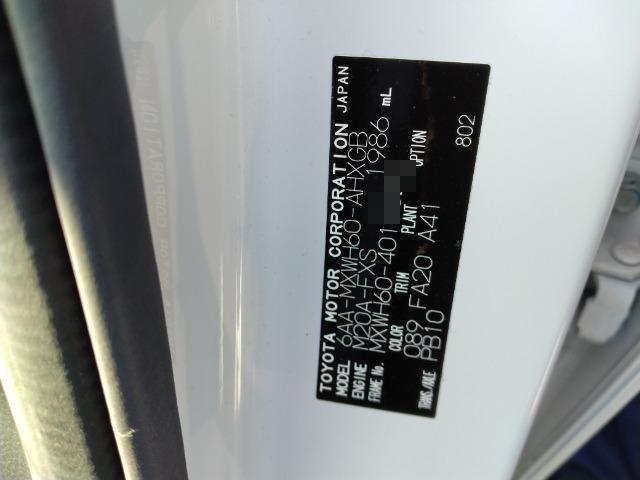 TOYOTA MOTOR CORPORATION JAPAN
MODEL 6AA-MXWH60-AHXGB
ENGINE M20A-FXS 1986 mL
FRAME No. MXWH60-401
COLOR TRIM PLANT OPTION
089 FA20 A41
TRANS./AXLE PB10 802